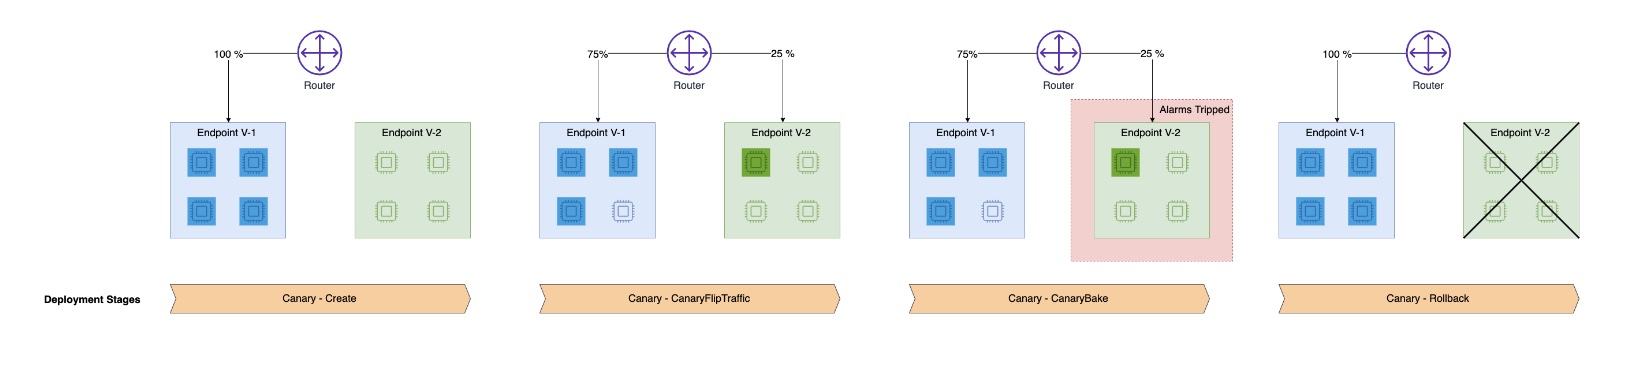 100 %
Router
Endpoint V-1
Endpoint V-2
75%
25 %
Router
Endpoint V-1
Endpoint V-2
75%
25 %
Router
Alarms Tripped
Endpoint V-1
Endpoint V-2
100 %
Router
Endpoint V-1
Endpoint V-2
Deployment Stages
Canary - Create
Canary - CanaryFlipTraffic
Canary - CanaryBake
Canary - Rollback